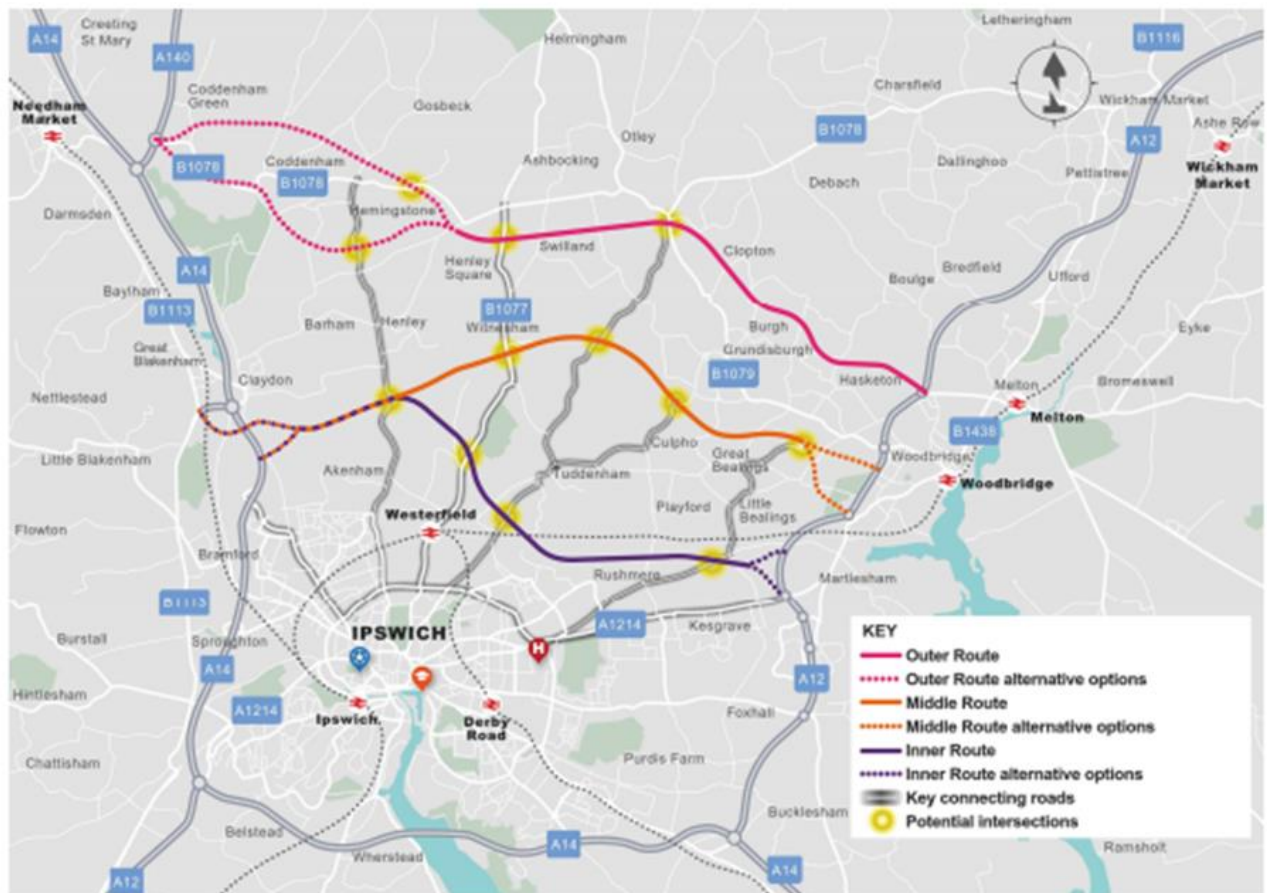 Creeting
St Mary
Helmingham
Letheringham
A14
A140
B1116
Coddenham
Green
Gosbeck
Charsfield
Wickham Market
Needham
Market
Otley
B1078
A12
Ashe Row
B1078
Coddenham
B1078
Ashbocking
Dallinghoo
Pettistree
Wickham
Market
Debach
Darmsden
Hemingstone
Swilland
Clopton
Henley
Square
A14
Boulge
Bredfield
Ufford
Baylham
B1113
B1077
Barham
Henley
Witnesham
Burgh
Eyke
Great
Blakenham
Grundisburgh
B1079
Hasketon
Claydon
Melton
Bromeswell
Nettlestead
Melton
B1438
Culpho
Little Blakenham
Akenham
Tuddenham
Great
Bealings
Woodbridge
Woodbridge
Playford
Little
Bealings
Westerfield
Flowton
Bramford
Rushmere
Martlesham
B1113
A1214
Kesgrave
IPSWICH
H
Burstall
Sproughton
A14
A12
Hintlesham
A1214
Ipswich
Derby
Road
Foxhall
Chattisham
Purdis Farm
Bucklesham
Belstead
Wherstead
A14
A12
A14
Ramsholt
KEY
Outer Route
Outer Route alternative options
Middle Route
Middle Route alternative options
Inner Route
Inner Route alternative options
Key connecting roads
Potential intersections